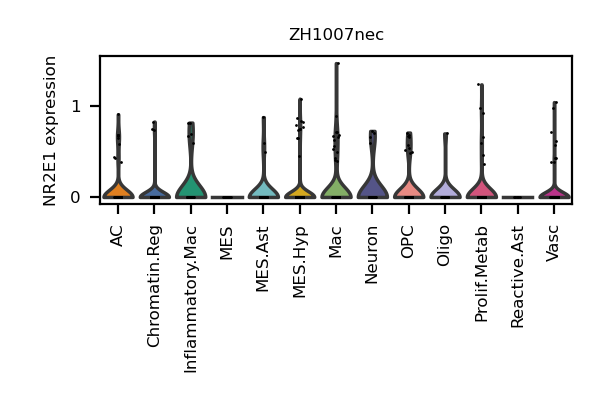 ZH1007nec
NR2E1 expression
1
0
AC
Chromatin.Reg
Inflammatory.Mac
MES
MES.Ast
MES.Hyp
Mac
Neuron
OPC
Oligo
Prolif.Metab
Reactive.Ast
Vasc